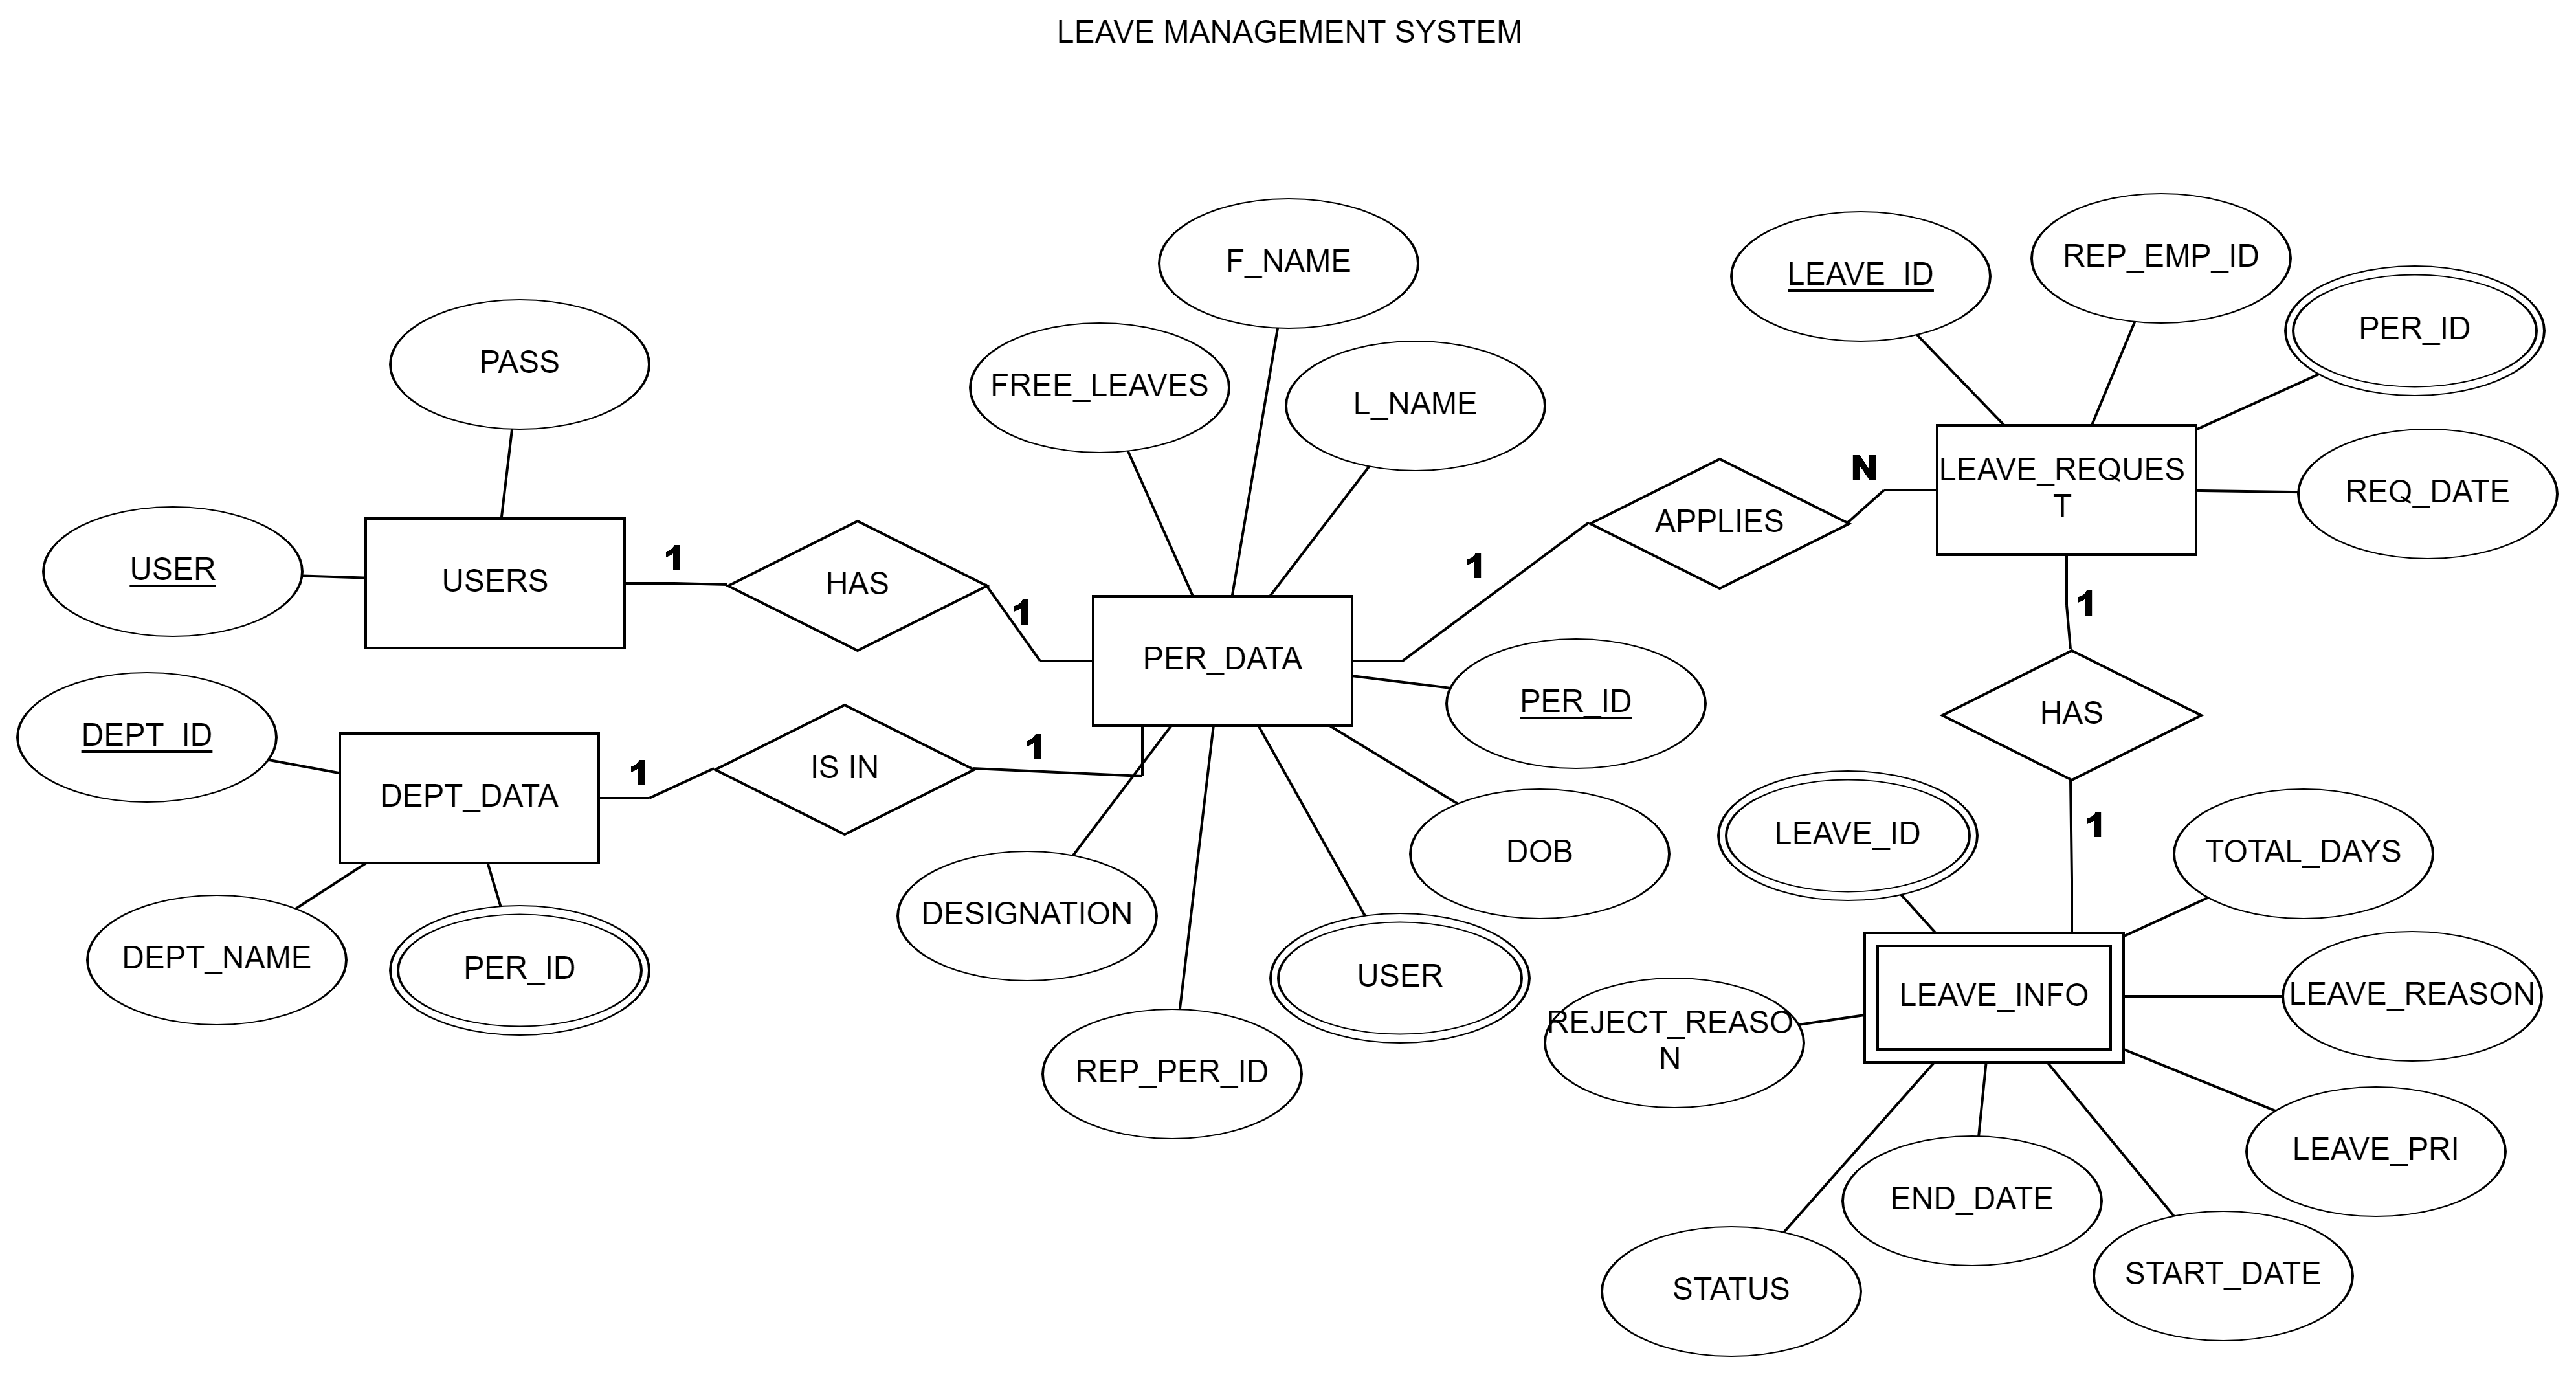 LEAVE MANAGEMENT SYSTEM
F_NAME
FREE_LEAVES
L_NAME
PASS
USER
USERS
1
HAS
1
PER_DATA
1
APPLIES
N
LEAVE_ID
REP_EMP_ID
PER_ID
LEAVE_REQUES
T
REQ_DATE
1
HAS
1
PER_ID
DOB
USER
REP_PER_ID
DESIGNATION
DEPT_ID
DEPT_DATA
1
IS IN
1
DEPT_NAME
PER_ID
LEAVE_ID
TOTAL_DAYS
LEAVE_INFO
LEAVE_REASON
REJECT_REASO
N
LEAVE_PRI
END_DATE
START_DATE
STATUS